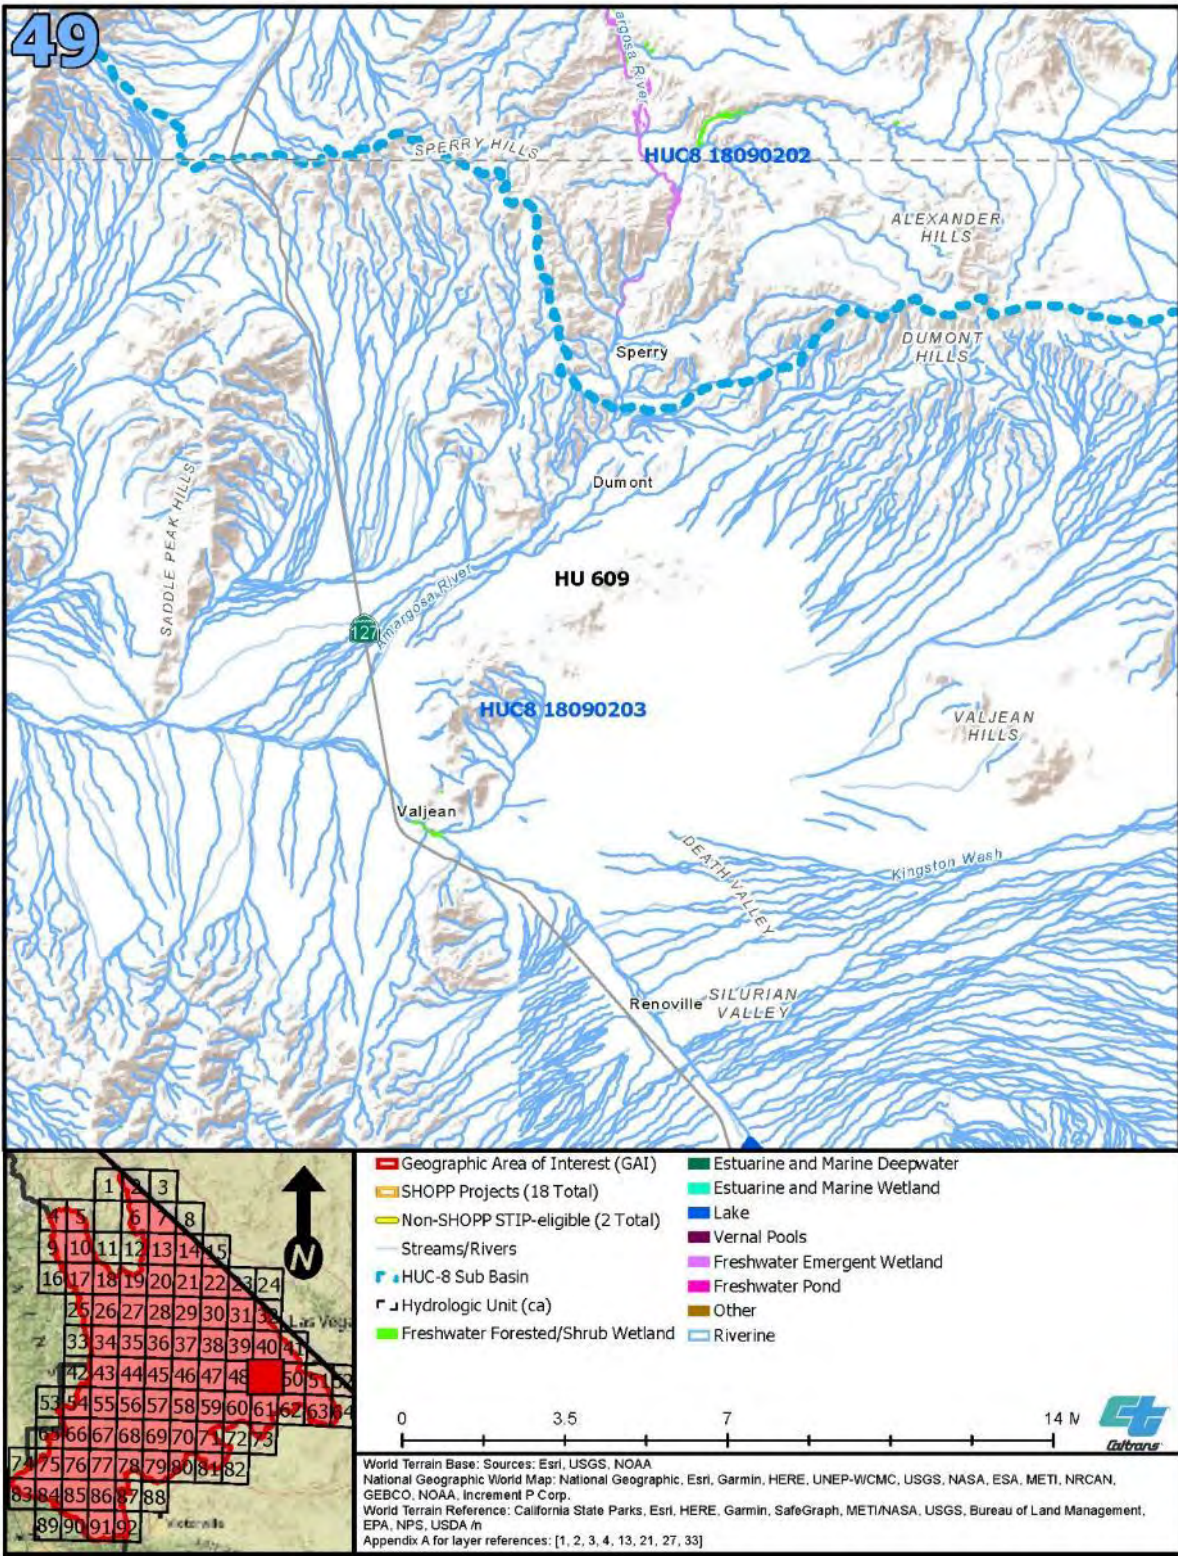 49
argosa River
SPERRY HILLS
HUC8 18090202
ALEXANDER
HILLS
DUMONT
HILLS
Sperry
SADDLE PEAK HILLS
Dumont
HU 609
Amargosa River
127
HUC8 18090203
VALJEAN
HILLS
Valjean
DEATH VALLEY
Kingston Wash
Renoville
SILURIAN
VALLEY
1 2 3
4 5 6 7 8
9 10 11 12 13 14 15
16 17 18 19 20 21 22 23 24
25 26 27 28 29 30 31 32
Las Vega
33 34 35 36 37 38 39 40 41
42 43 44 45 46 47 48 50 51 52
53 54 55 56 57 58 59 60 61 62 63 64
65 66 67 68 69 70 71 72 73
74 75 76 77 78 79 80 81 82
83 84 85 86 87 88
89 90 91 92
Victorville
N
Geographic Area of Interest (GAI)
SHOPP Projects (18 Total)
Non-SHOPP STIP-eligible (2 Total)
Streams/Rivers
HUC-8 Sub Basin
Hydrologic Unit (ca)
Freshwater Forested/Shrub Wetland
Estuarine and Marine Deepwater
Estuarine and Marine Wetland
Lake
Vernal Pools
Freshwater Emergent Wetland
Freshwater Pond
Other
Riverine
0 3.5 7 14 M
Caltrans
World Terrain Base: Sources: Esri, USGS, NOAA
National Geographic World Map: National Geographic, Esri, Garmin, HERE, UNEP-WCMC, USGS, NASA, ESA, METI, NRCAN,
GEBCO, NOAA, Increment P Corp.
World Terrain Reference: California State Parks, Esri, HERE, Garmin, SafeGraph, METI/NASA, USGS, Bureau of Land Management,
EPA, NPS, USDA /n
Appendix A for layer references: [1, 2, 3, 4, 13, 21, 27, 33]